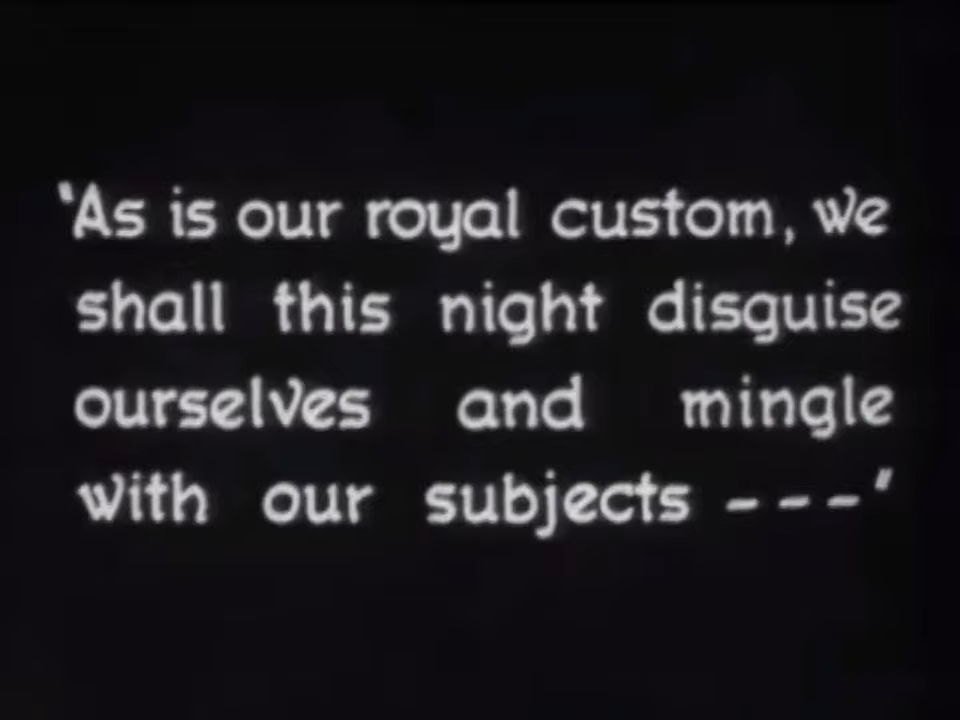 "As is our royal custom, we
shall this night disguise
ourselves and mingle
with our subjects ---"